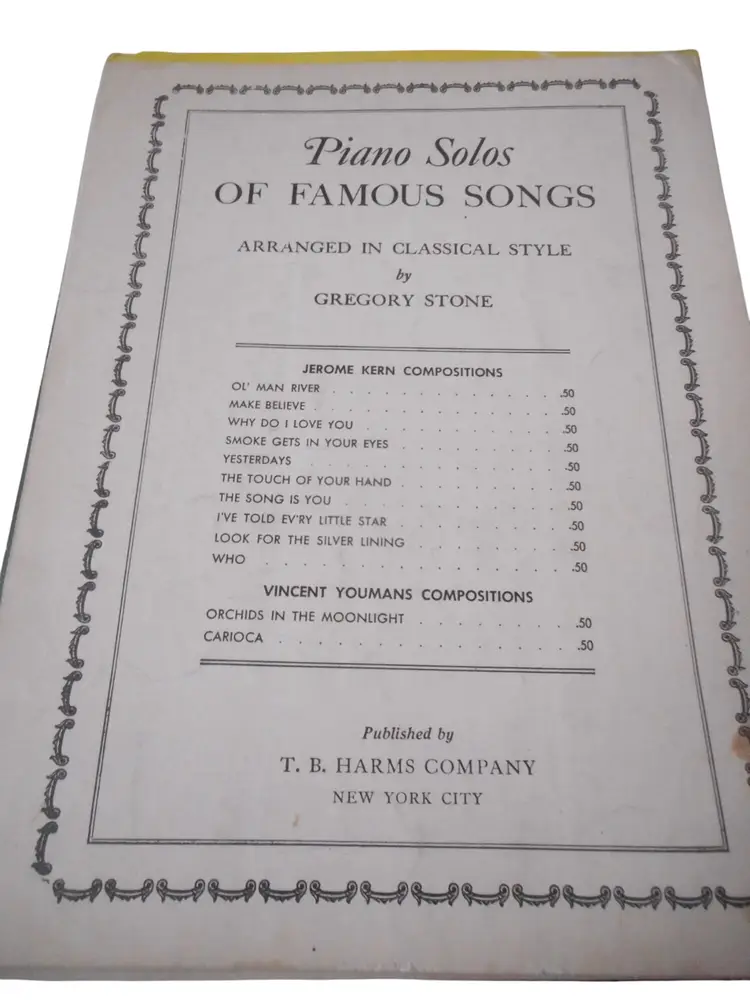 Piano Solos
OF FAMOUS SONGS
ARRANGED IN CLASSICAL STYLE
by
GREGORY STONE
JEROME KERN COMPOSITIONS
OL' MAN RIVER . . . . . . . . . . . . . .50
MAKE BELIEVE . . . . . . . . . . . . . .50
WHY DO I LOVE YOU . . . . . . . . . . . .50
SMOKE GETS IN YOUR EYES . . . . . . . . .50
YESTERDAYS . . . . . . . . . . . . . .50
THE TOUCH OF YOUR HAND . . . . . . . . .50
THE SONG IS YOU . . . . . . . . . . . .50
I'VE TOLD EV'RY LITTLE STAR . . . . . . . . .50
LOOK FOR THE SILVER LINING . . . . . . . .50
WHO . . . . . . . . . . . . . . . .50
VINCENT YOUMANS COMPOSITIONS
ORCHIDS IN THE MOONLIGHT . . . . . . . .50
CARIOCA . . . . . . . . . . . . . . .50
Published by
T. B. HARMS COMPANY
NEW YORK CITY